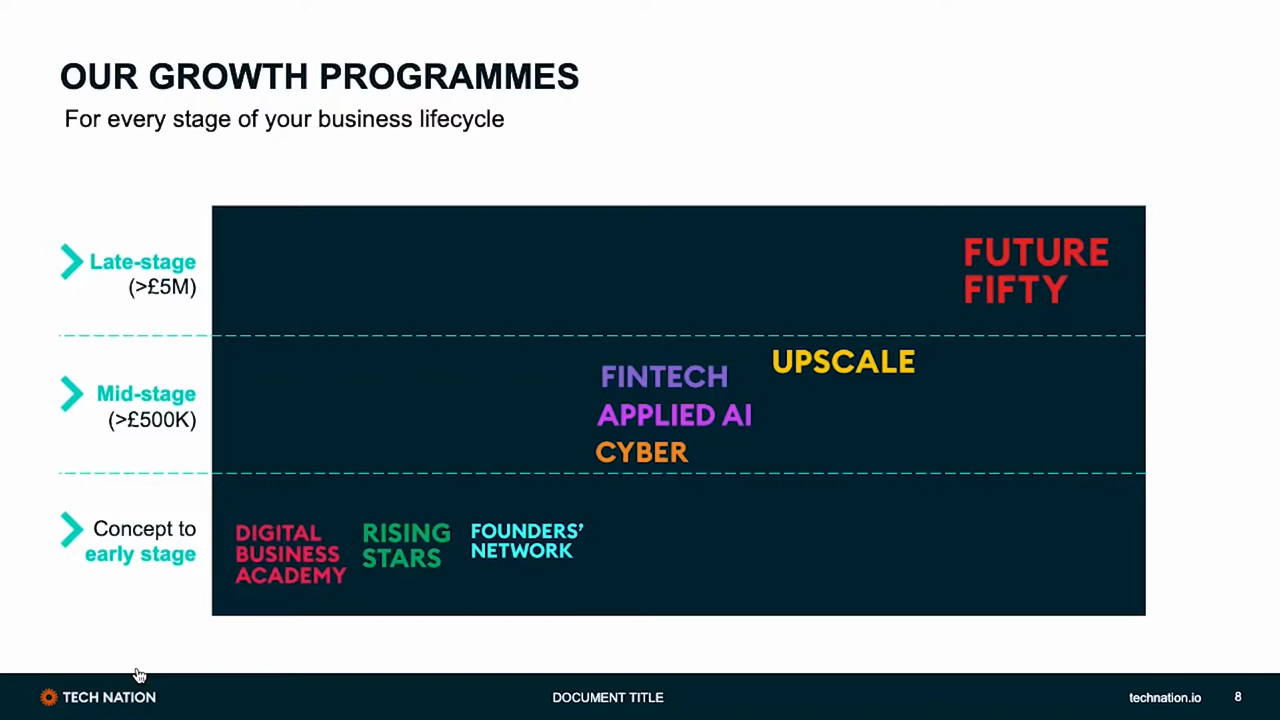 OUR GROWTH PROGRAMMES
For every stage of your business lifecycle
Late-stage
(>£5M)
FUTURE
FIFTY
Mid-stage
(>£500K)
UPSCALE
FINTECH
APPLIED AI
CYBER
Concept to
early stage
DIGITAL
BUSINESS
ACADEMY
RISING
STARS
FOUNDERS’
NETWORK
TECH NATION
DOCUMENT TITLE
technation.io
8